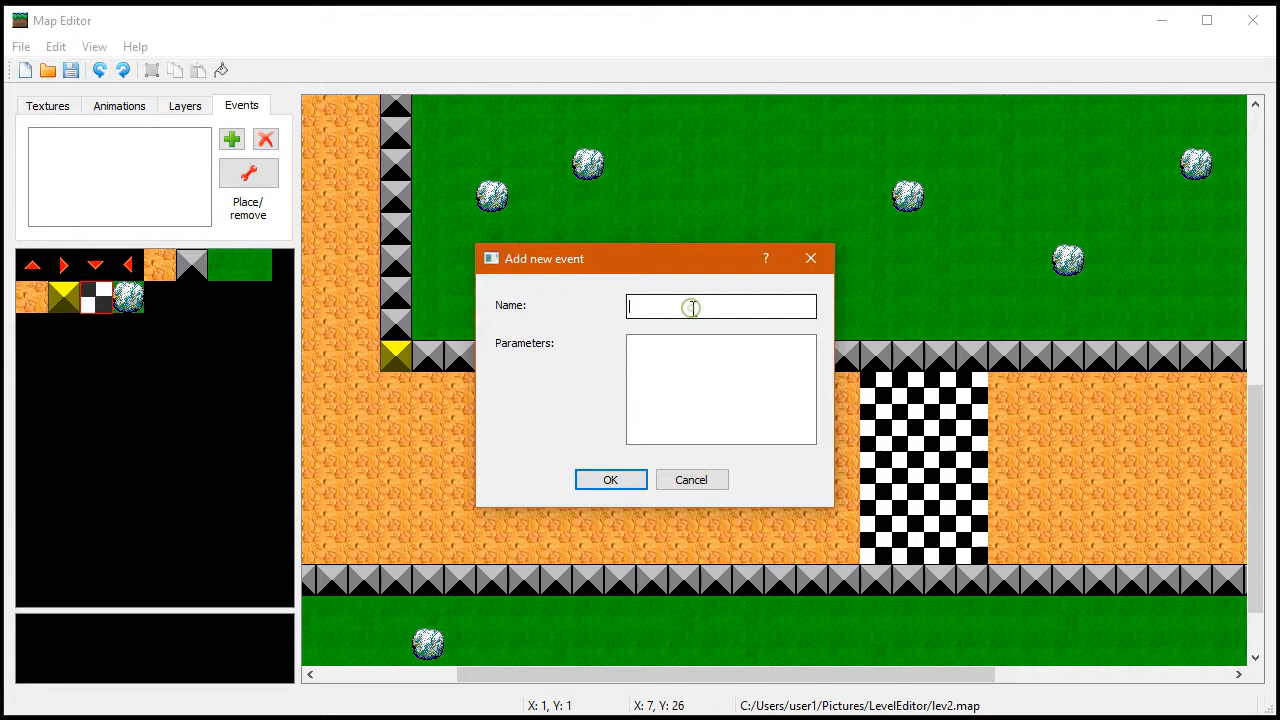 Map Editor
File Edit View Help
Textures Animations Layers Events
Place/
remove
Add new event ?
Name:
Parameters:
OK Cancel
X: 1, Y: 1 X: 7, Y: 26 C:/Users/user1/Pictures/LevelEditor/lev2.map